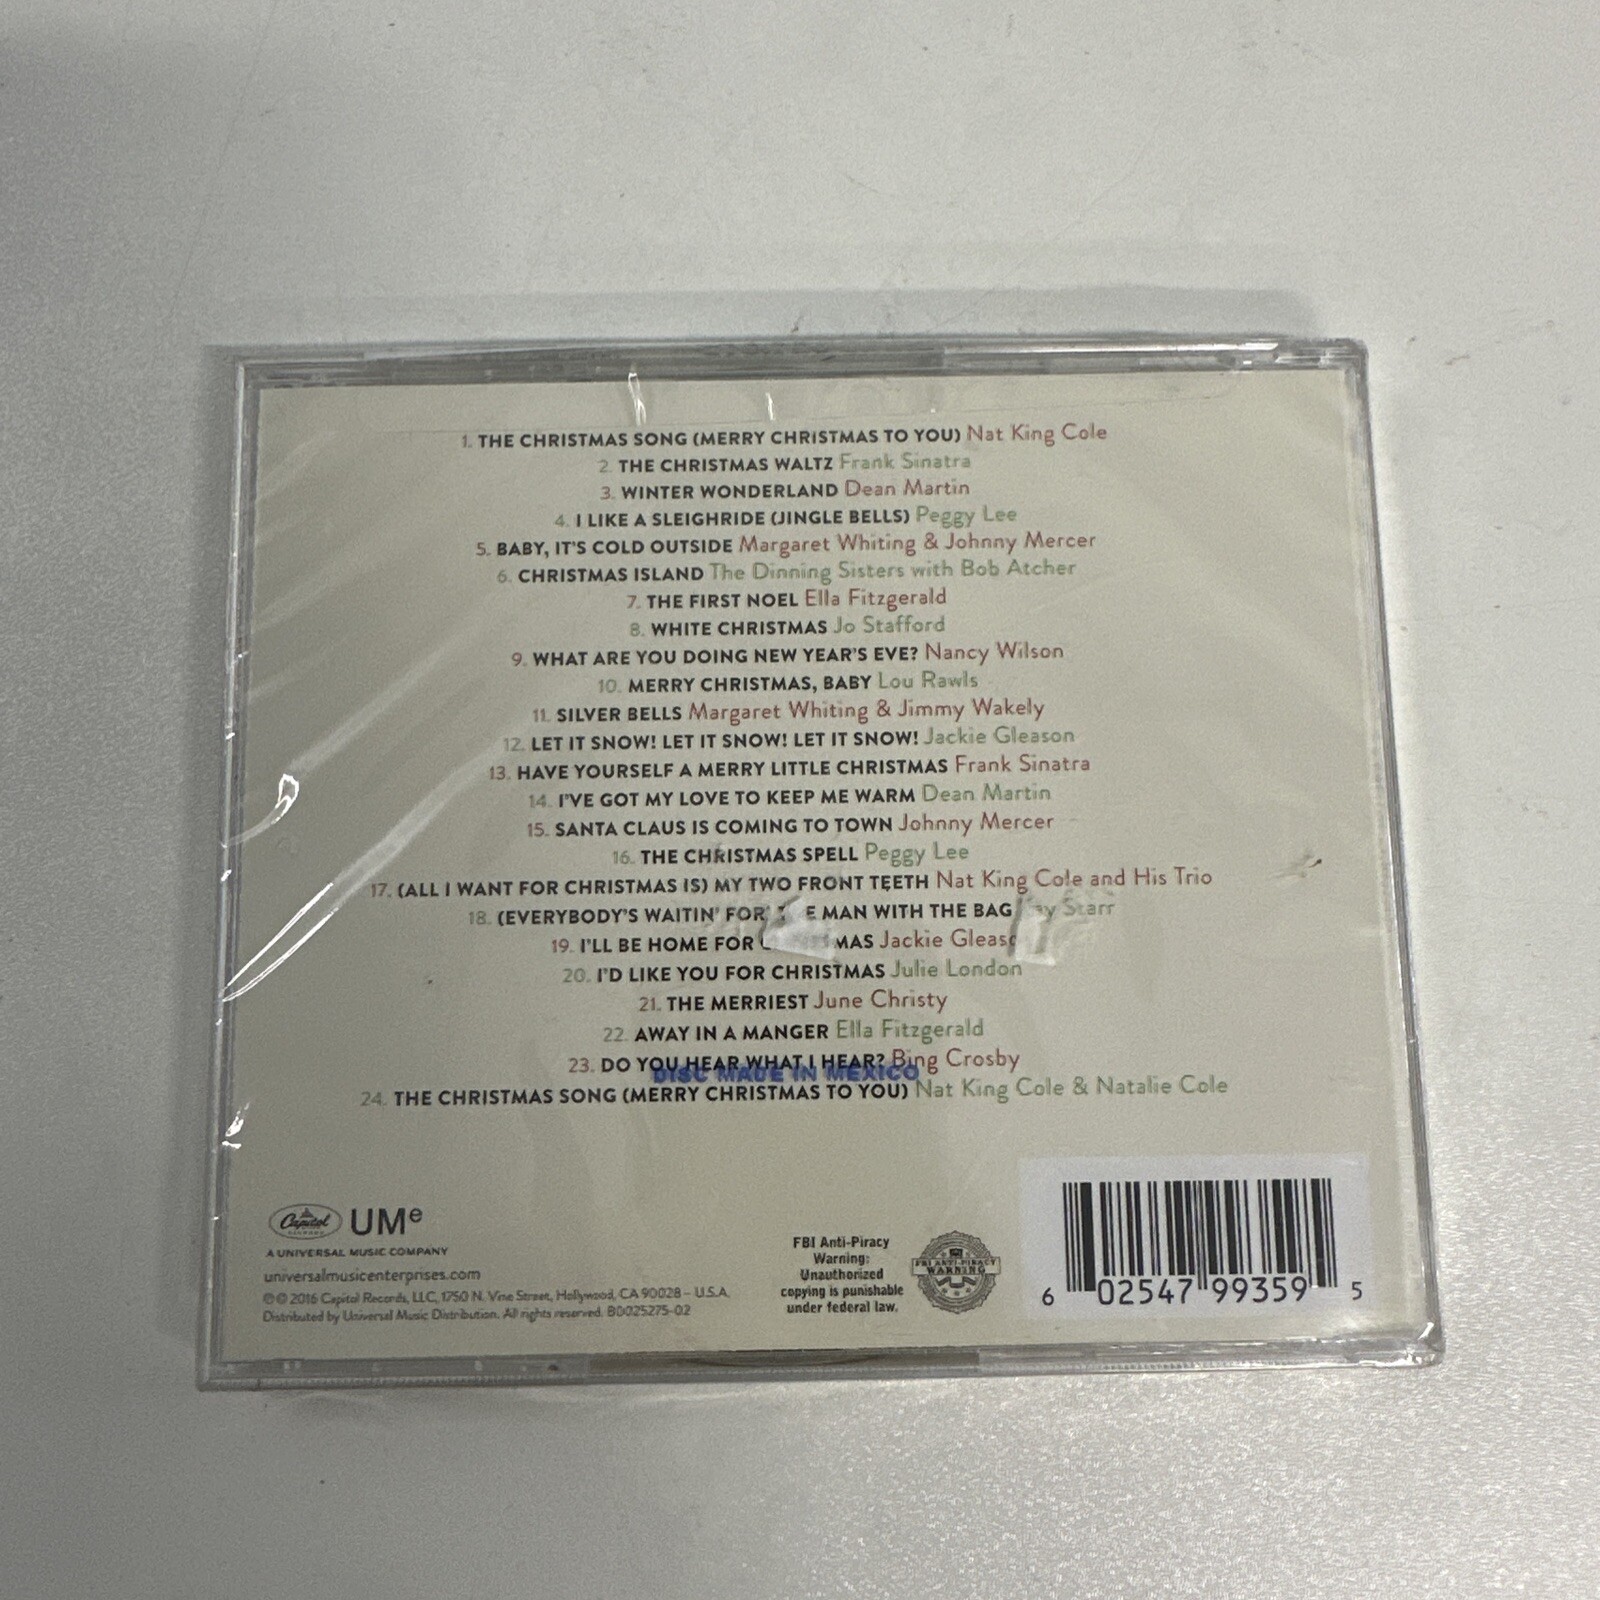 1. THE CHRISTMAS SONG (MERRY CHRISTMAS TO YOU) Nat King Cole
2. THE CHRISTMAS WALTZ Frank Sinatra
3. WINTER WONDERLAND Dean Martin
4. I LIKE A SLEIGHRIDE (JINGLE BELLS) Peggy Lee
5. BABY, IT'S COLD OUTSIDE Margaret Whiting & Johnny Mercer
6. CHRISTMAS ISLAND The Dinning Sisters with Bob Atcher
7. THE FIRST NOEL Ella Fitzgerald
8. WHITE CHRISTMAS Jo Stafford
9. WHAT ARE YOU DOING NEW YEAR'S EVE? Nancy Wilson
10. MERRY CHRISTMAS, BABY Lou Rawls
11. SILVER BELLS Margaret Whiting & Jimmy Wakely
12. LET IT SNOW! LET IT SNOW! LET IT SNOW! Jackie Gleason
13. HAVE YOURSELF A MERRY LITTLE CHRISTMAS Frank Sinatra
14. I'VE GOT MY LOVE TO KEEP ME WARM Dean Martin
15. SANTA CLAUS IS COMING TO TOWN Johnny Mercer
16. THE CHRISTMAS SPELL Peggy Lee
17. (ALL I WANT FOR CHRISTMAS IS) MY TWO FRONT TEETH Nat King Cole and His Trio
18. (EVERYBODY'S WAITIN' FOR MAN WITH THE BAG Starr
19. I'LL BE HOME FOR Jackie
20. I'D LIKE YOU FOR CHRISTMAS Julie London
21. THE MERRIEST June Christy
22. AWAY IN A MANGER Ella Fitzgerald
23. DO YOU HEAR WHAT I HEAR? Bing Crosby
DISC MADE IN MEXICO
24. THE CHRISTMAS SONG (MERRY CHRISTMAS TO YOU) Nat King Cole & Natalie Cole
Capitol
UMe
A UNIVERSAL MUSIC COMPANY
universalmusicenterprises.com
℗© 2016 Capitol Records, LLC, 1750 N. Vine Street, Hollywood, CA 90028 – U.S.A.
Distributed by Universal Music Distribution. All rights reserved. B0025275-02
FBI Anti-Piracy
Warning:
Unauthorized
copying is punishable
under federal law.
FBI ANTI-PIRACY
WARNING
6 02547 99359 5